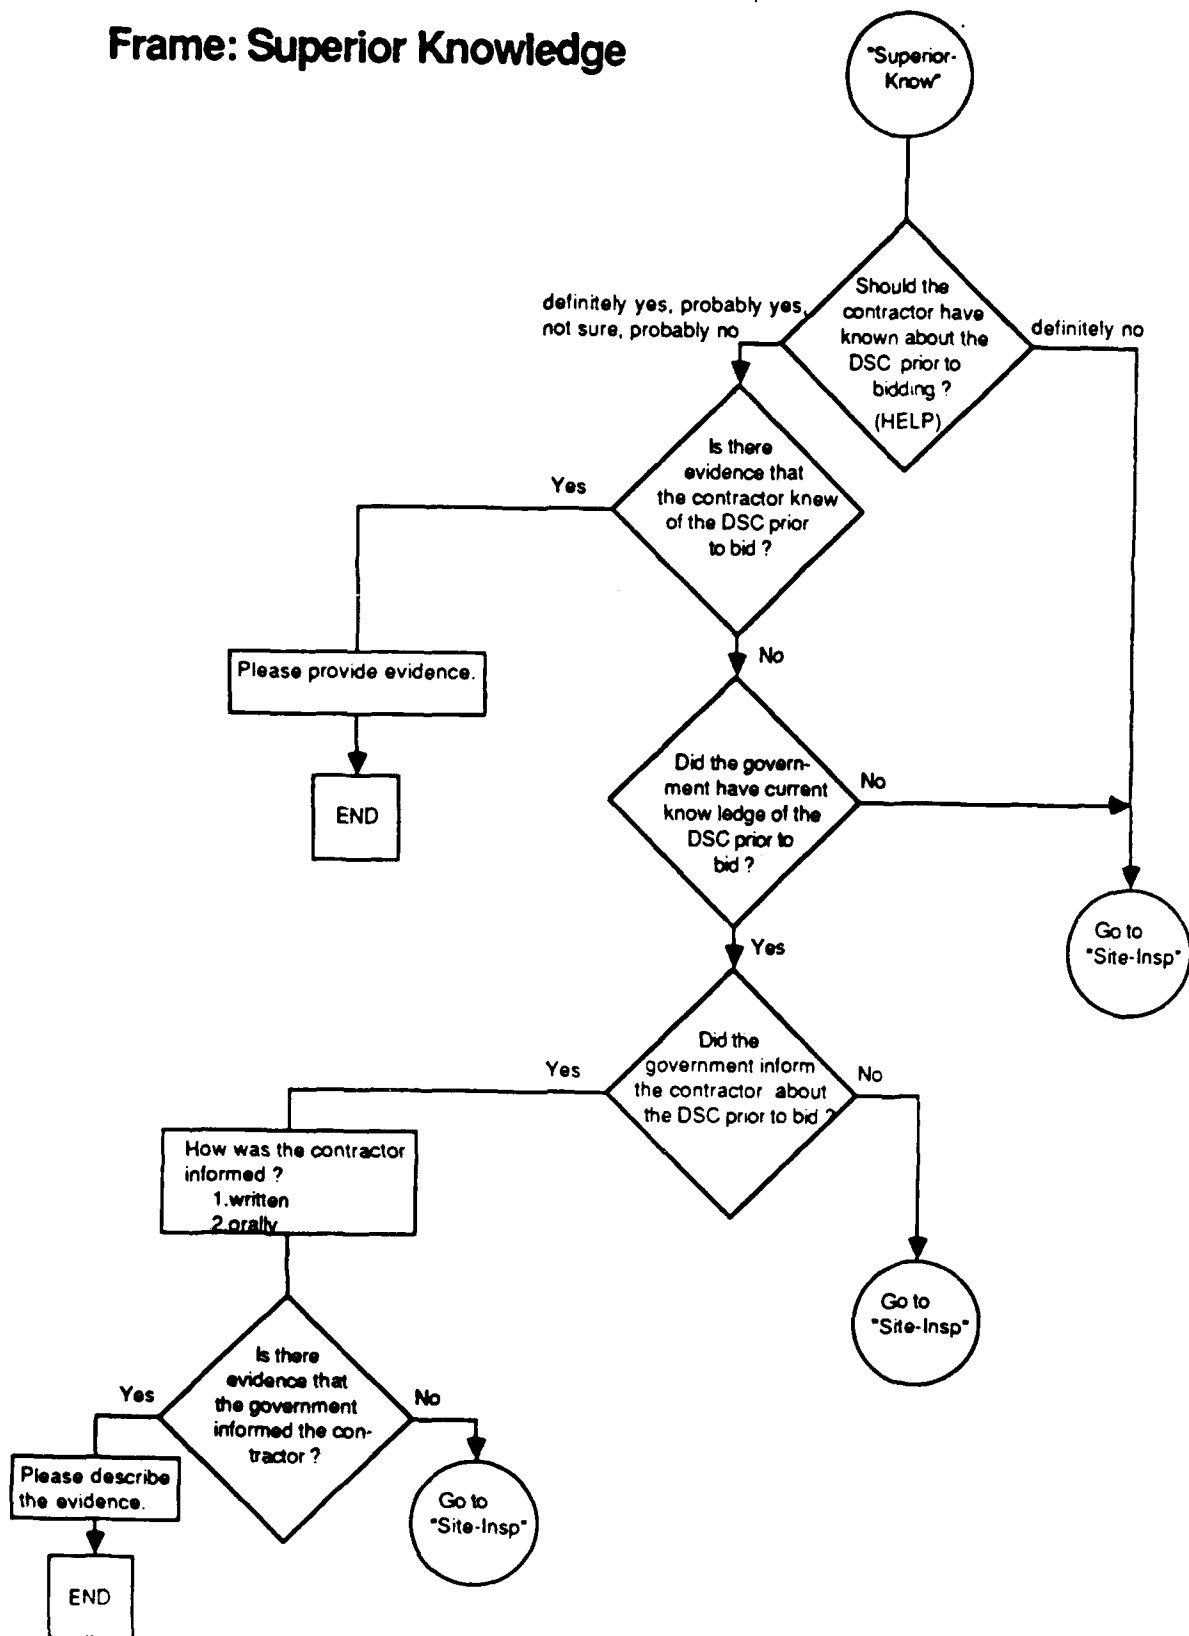 Frame: Superior Knowledge
"Superior-
Know"
Should the
contractor have
known about the
DSC prior to
bidding ?
(HELP)
definitely yes, probably yes,
not sure, probably no
definitely no
Is there
evidence that
the contractor knew
of the DSC prior
to bid ?
Yes
No
Please provide evidence.
END
Did the govern-
ment have current
know ledge of the
DSC prior to
bid ?
No
Yes
Go to
"Site-Insp"
Did the
government inform
the contractor about
the DSC prior to bid ?
Yes
No
How was the contractor
informed ?
1.written
2.orally
Go to
"Site-Insp"
Is there
evidence that
the government
informed the con-
tractor ?
Yes
No
Please describe
the evidence.
Go to
"Site-Insp"
END